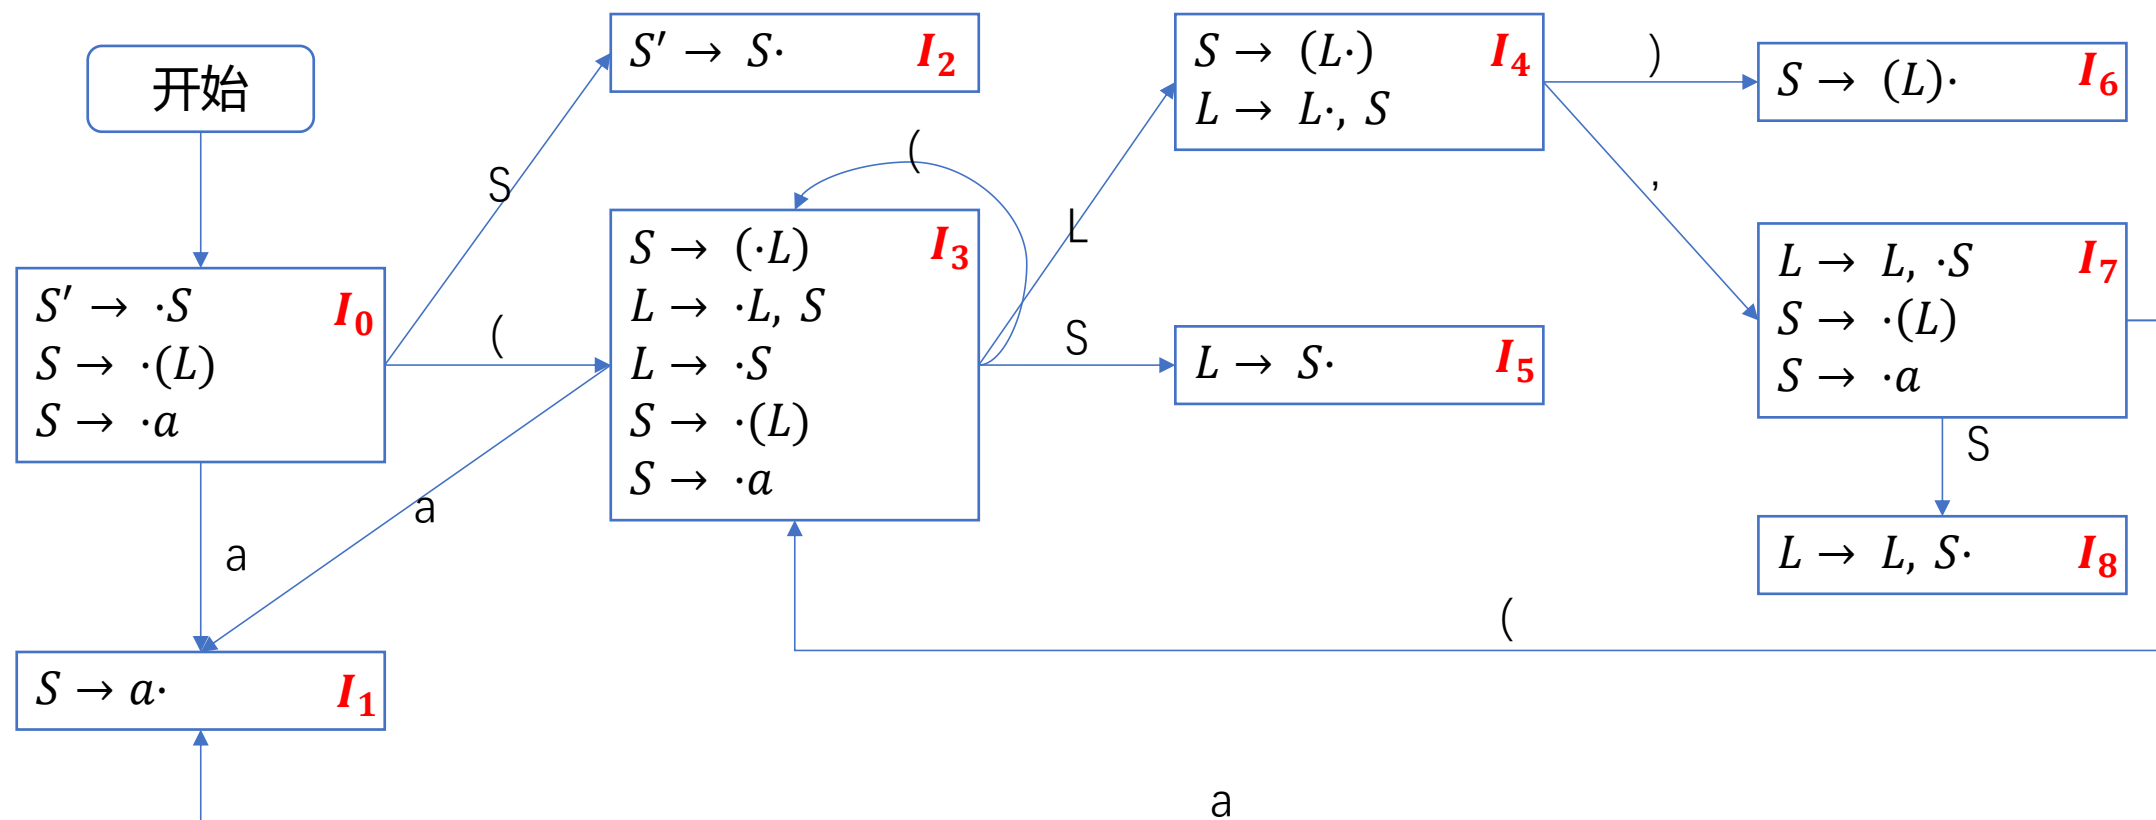 开始
S' → ·S I₀
S → ·(L)
S → ·a
S → a· I₁
S' → S· I₂
S → (·L) I₃
L → ·L, S
L → ·S
S → ·(L)
S → ·a
S → (L·) I₄
L → L·, S
L → S· I₅
S → (L)· I₆
L → L, ·S I₇
S → ·(L)
S → ·a
L → L, S· I₈
S
(
a
a
(
L
S
)
,
S
(
a